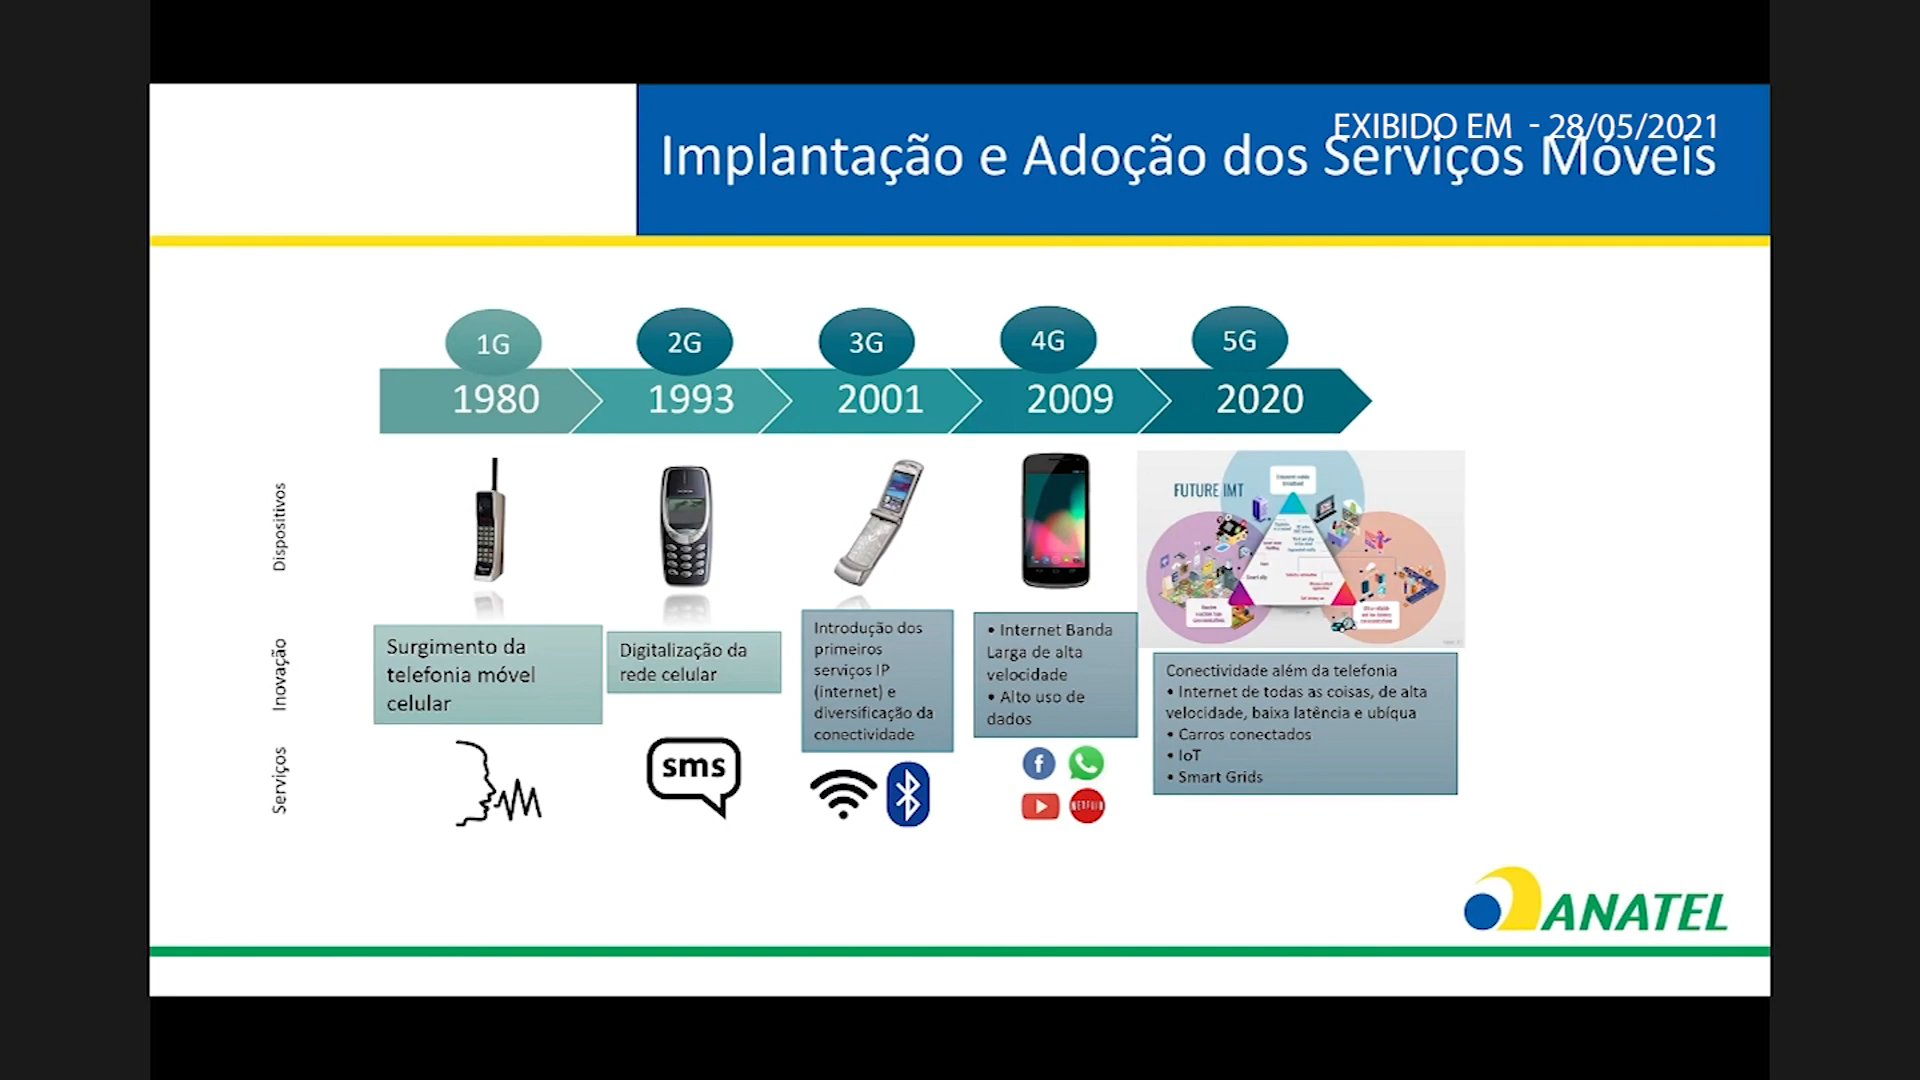 EXIBIDO EM - 28/05/2021
Implantação e Adoção dos Serviços Móveis
1G
2G
3G
4G
5G
1980
1993
2001
2009
2020
Dispositivos
FUTURE IMT
Inovação
Surgimento da
telefonia móvel
celular
Digitalização da
rede celular
Introdução dos
primeiros
serviços IP
(internet) e
diversificação da
conectividade
• Internet Banda
Larga de alta
velocidade
• Alto uso de
dados
Conectividade além da telefonia
• Internet de todas as coisas, de alta
velocidade, baixa latência e ubíqua
• Carros conectados
• IoT
• Smart Grids
Serviços
sms
NETFLIX
ANATEL